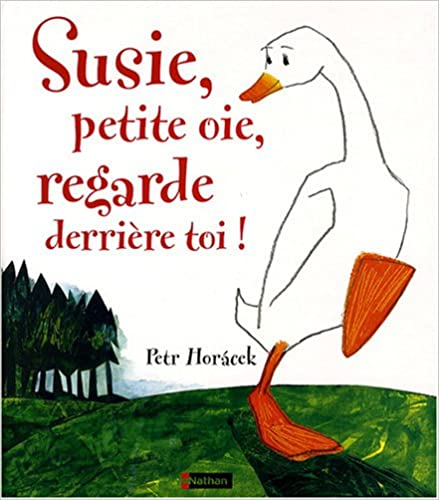 Susie,
petite oie,
regarde
derrière toi !
Petr Horácek
Nathan